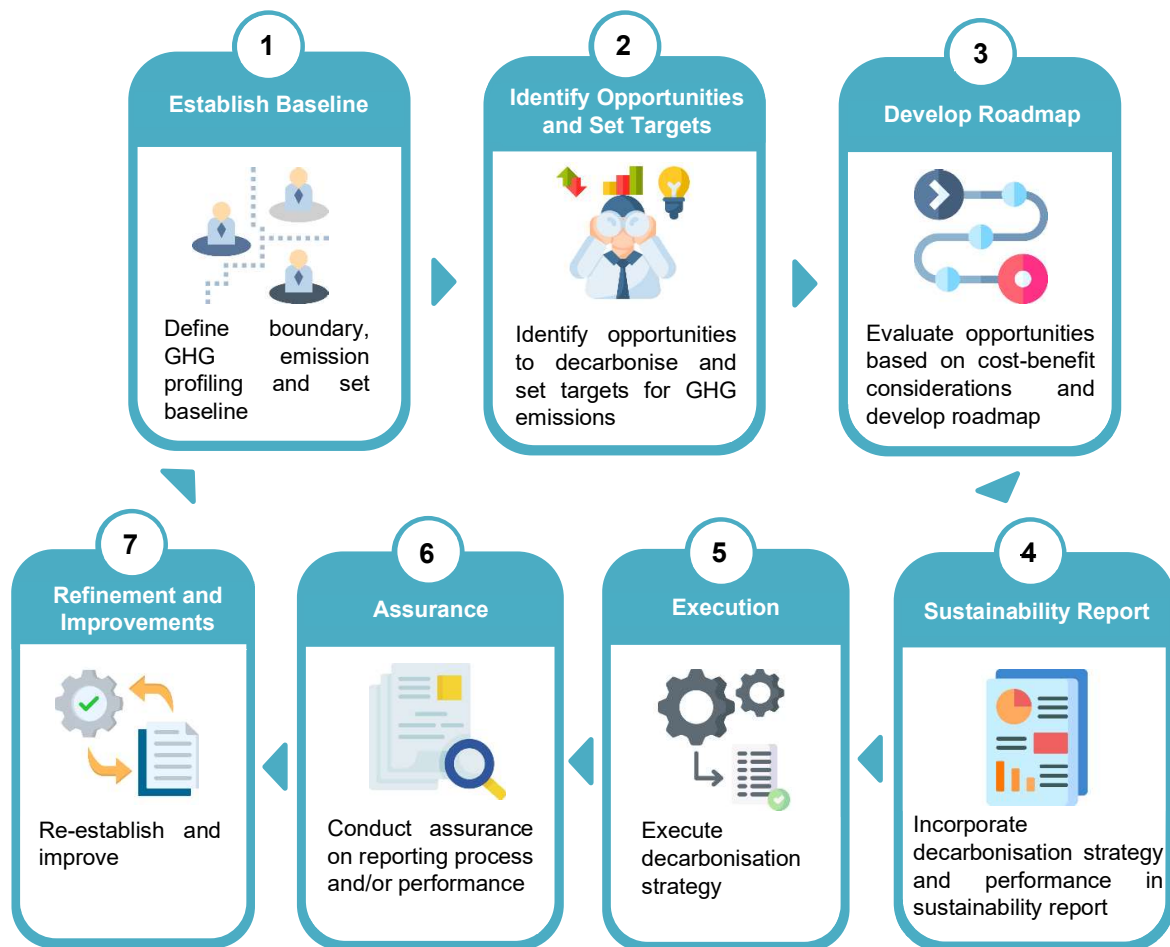 1
Establish Baseline
Define boundary,
GHG emission
profiling and set
baseline
2
Identify Opportunities
and Set Targets
Identify opportunities
to decarbonise and
set targets for GHG
emissions
3
Develop Roadmap
Evaluate opportunities
based on cost-benefit
considerations and
develop roadmap
4
Sustainability Report
Incorporate
decarbonisation strategy
and performance in
sustainability report
5
Execution
Execute
decarbonisation
strategy
6
Assurance
Conduct assurance
on reporting process
and/or performance
7
Refinement and
Improvements
Re-establish and
improve